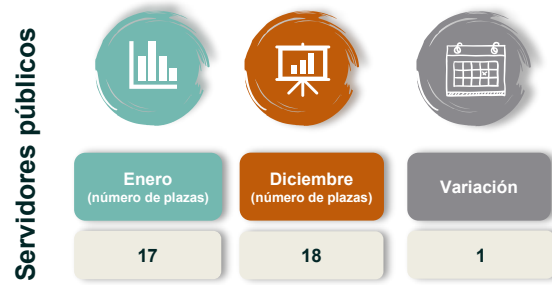 Servidores públicos
Enero
(número de plazas)
Diciembre
(número de plazas)
Variación
17
18
1